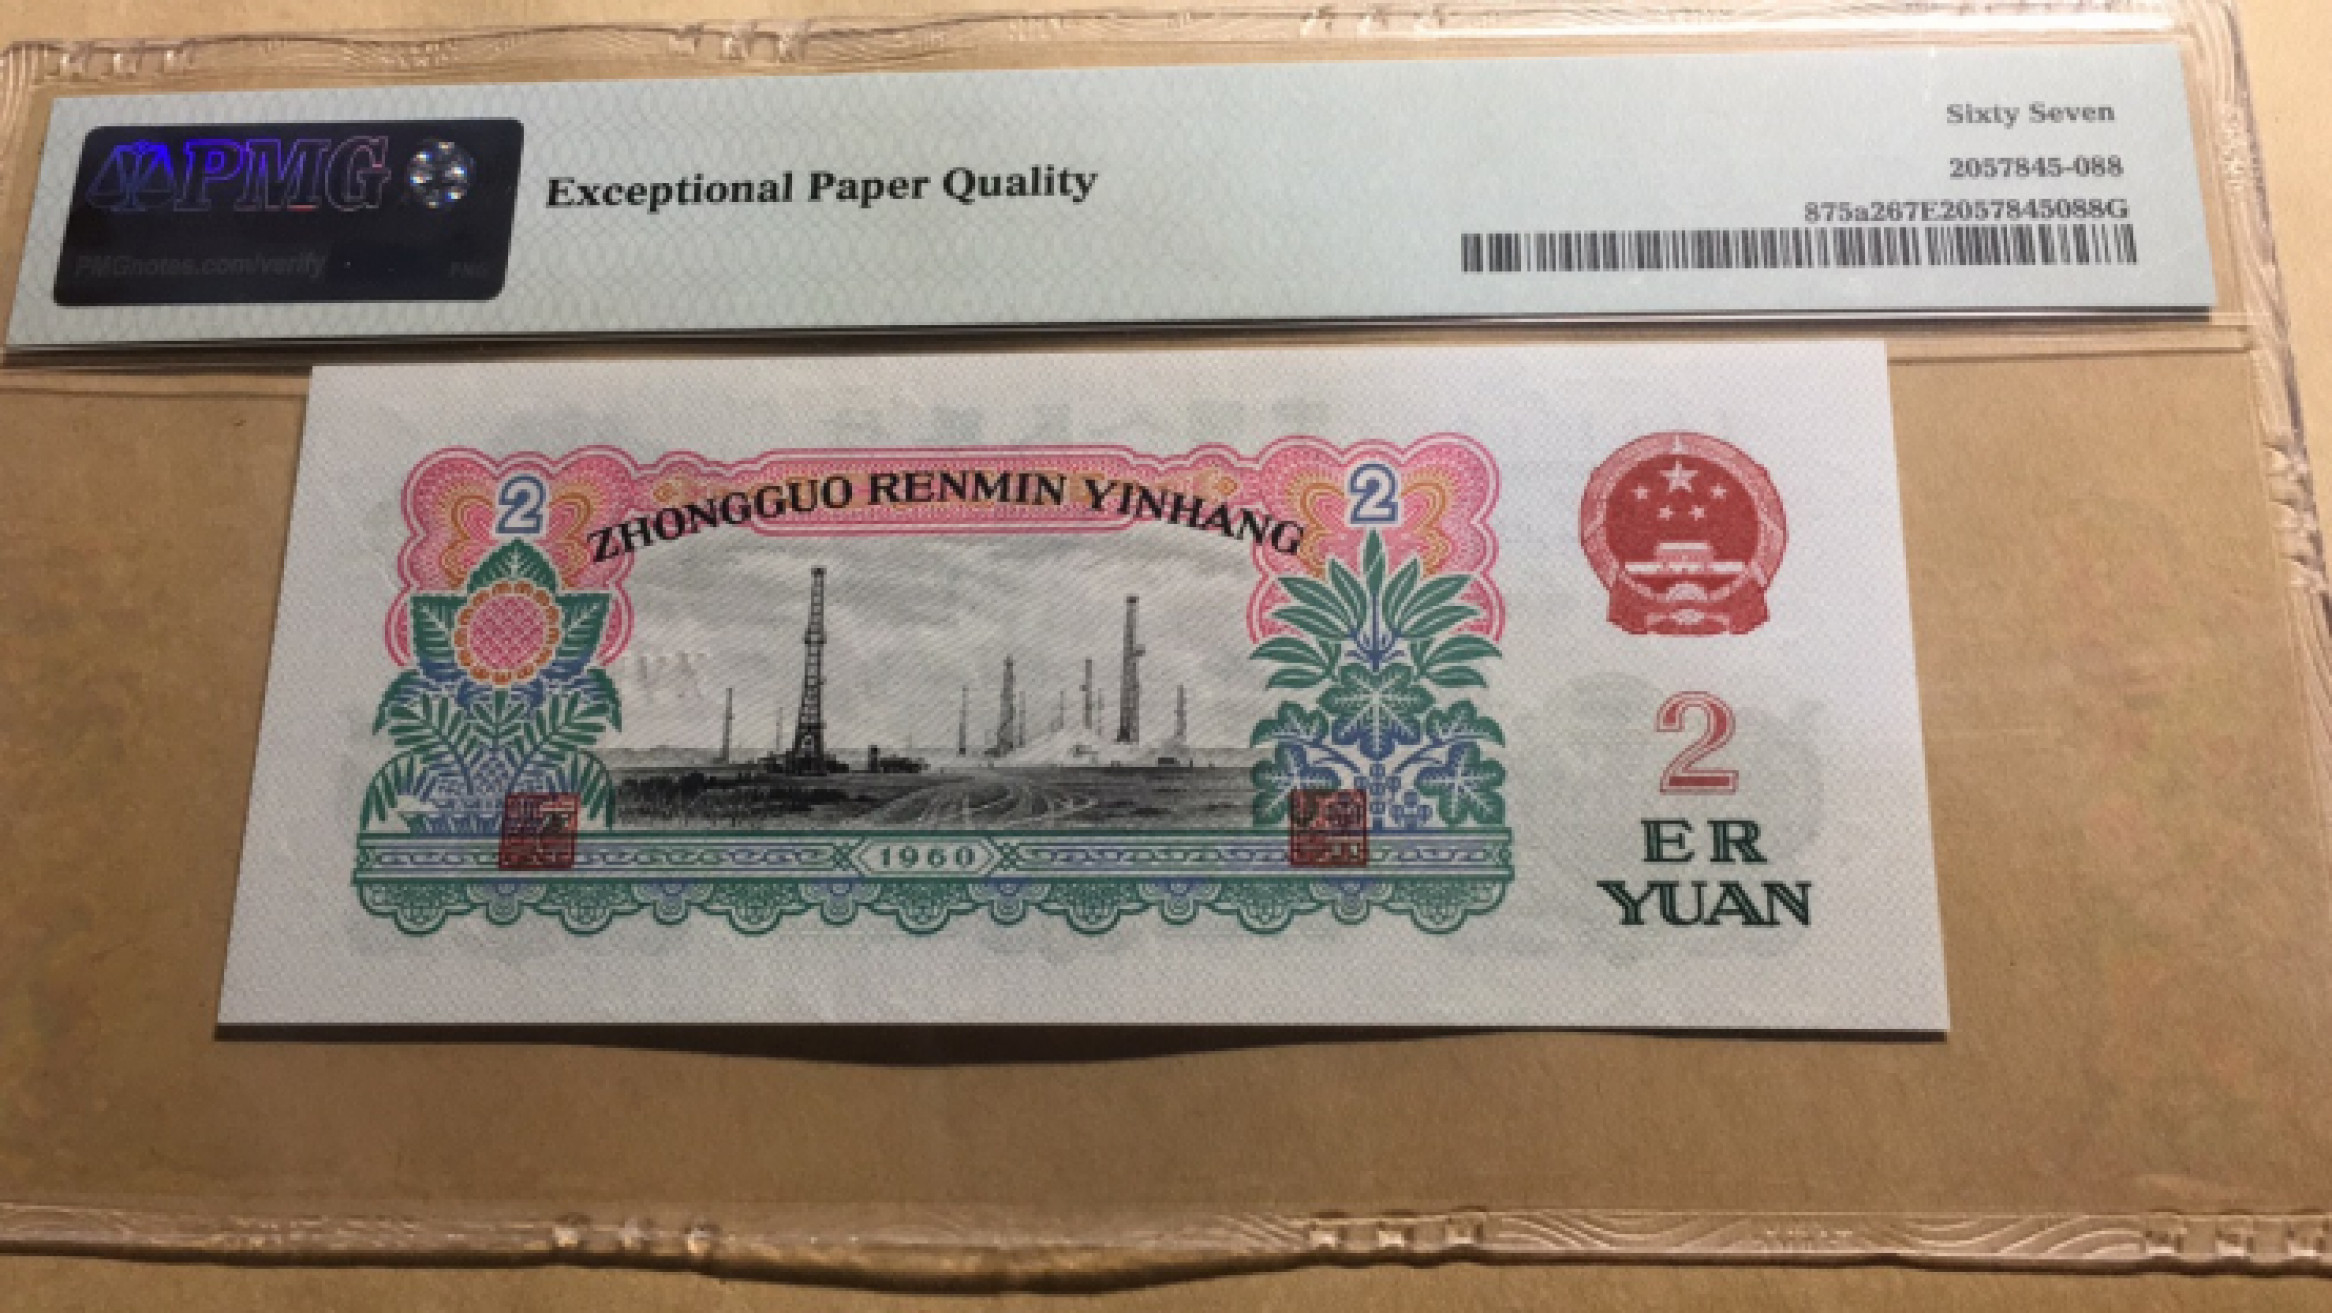 PMG
PMGnotes.com/verify
PMG
Exceptional Paper Quality
Sixty Seven
2057845-088
875a267E2057845088G
2
ZHONGGUO RENMIN YINHANG
2
1960
2
ER
YUAN